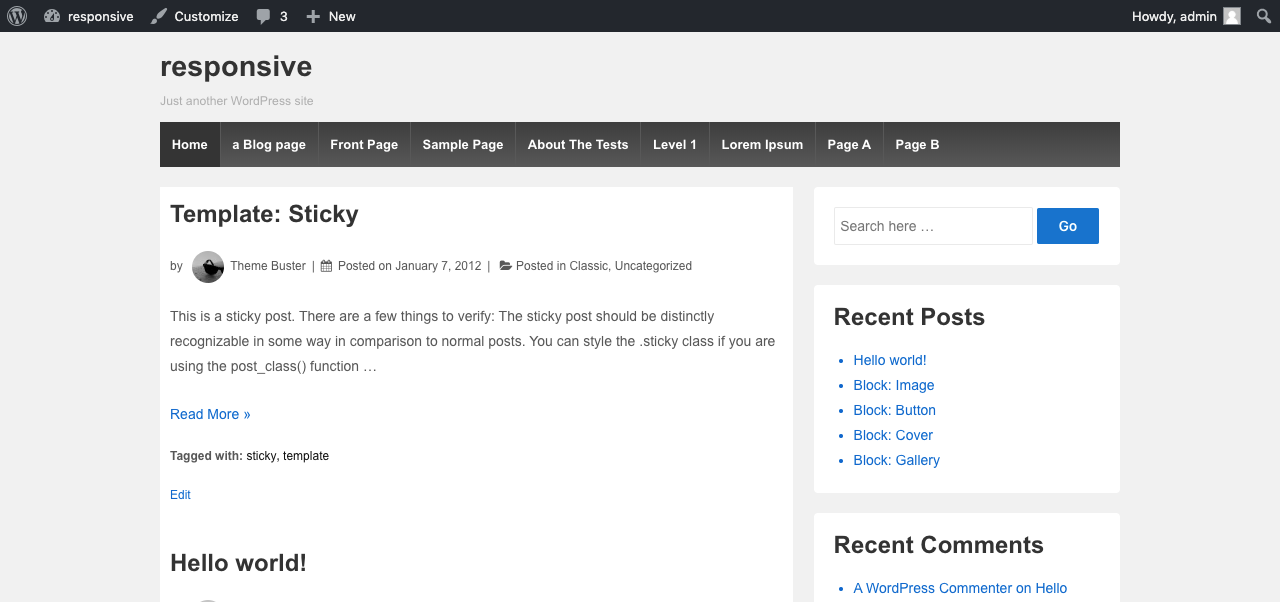 responsive Customize 3 New Howdy, admin
responsive
Just another WordPress site
Home a Blog page Front Page Sample Page About The Tests Level 1 Lorem Ipsum Page A Page B
Template: Sticky
by Theme Buster | Posted on January 7, 2012 | Posted in Classic, Uncategorized
This is a sticky post. There are a few things to verify: The sticky post should be distinctly
recognizable in some way in comparison to normal posts. You can style the .sticky class if you are
using the post_class() function …
Read More »
Tagged with: sticky, template
Edit
Hello world!
Search here … Go
Recent Posts
• Hello world!
• Block: Image
• Block: Button
• Block: Cover
• Block: Gallery
Recent Comments
• A WordPress Commenter on Hello